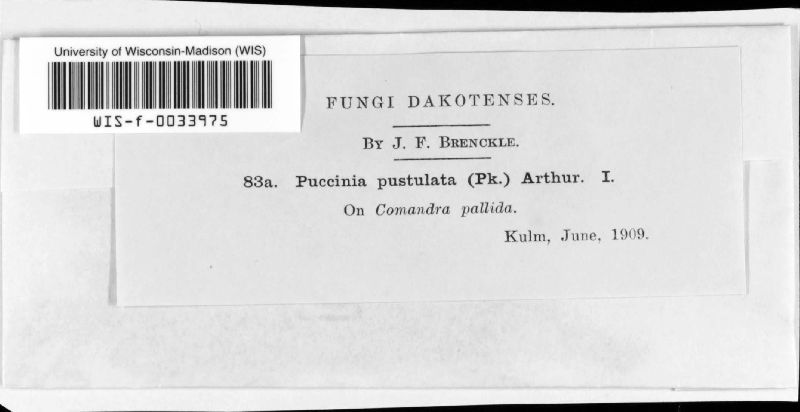 University of Wisconsin-Madison (WIS)
WIS-f-0033975
FUNGI DAKOTENSES.
BY J. F. BRENCKLE.
83a. Puccinia pustulata (Pk.) Arthur. I.
On Comandra pallida.
Kulm, June, 1909.